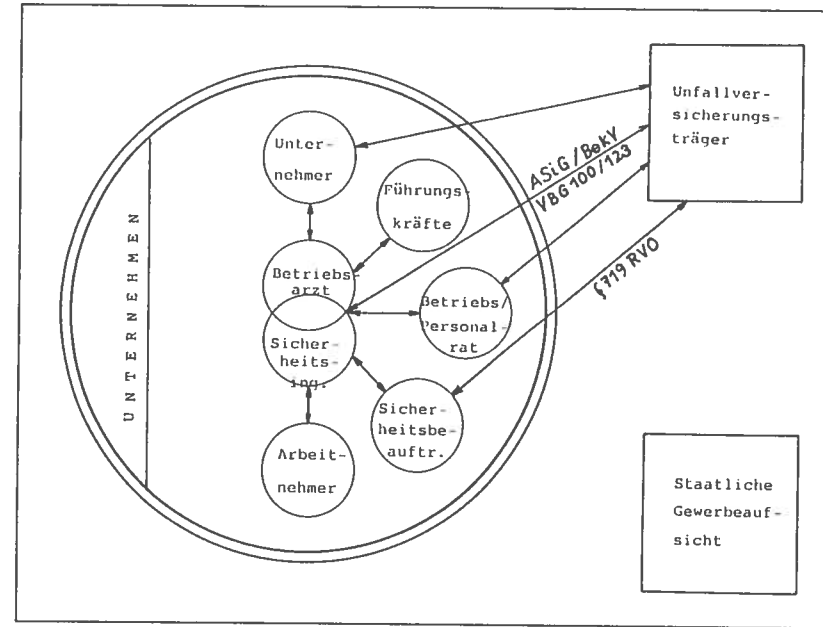 UNTERNEHMEN
Unter-
nehmer
Führungs-
kräfte
Betriebs-
arzt
Sicher-
heits-
ing.
Betriebs/
Personal-
rat
Sicher-
heitsbe-
auftr.
Arbeit-
nehmer
ASiG/BekV
VBG 100/123
§719 RVO
Unfallver-
sicherungs-
träger
Staatliche
Gewerbeauf-
sicht